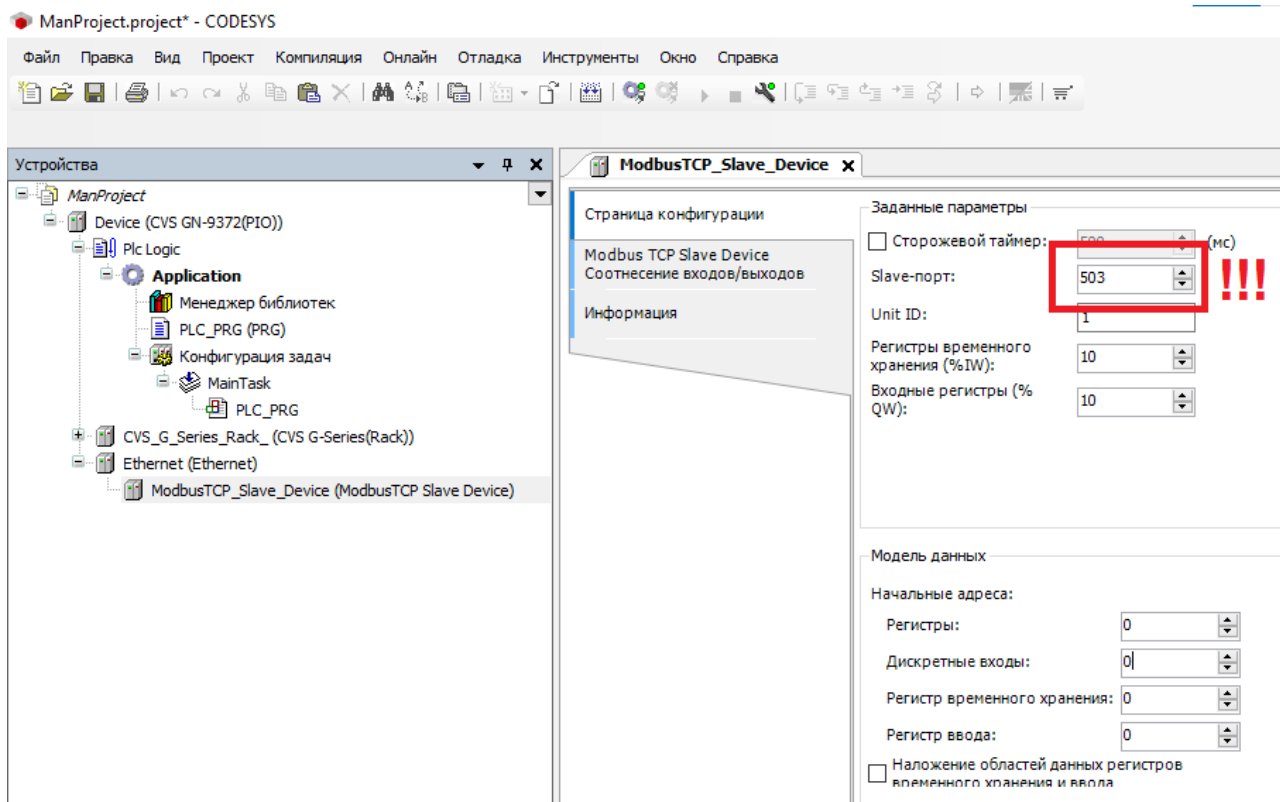 ManProject.project* - CODESYS
Файл Правка Вид Проект Компиляция Онлайн Отладка Инструменты Окно Справка
Устройства
ManProject
Device (CVS GN-9372(PIO))
Plc Logic
Application
Менеджер библиотек
PLC_PRG (PRG)
Конфигурация задач
MainTask
PLC_PRG
CVS_G_Series_Rack_ (CVS G-Series(Rack))
Ethernet (Ethernet)
ModbusTCP_Slave_Device (ModbusTCP Slave Device)
ModbusTCP_Slave_Device
Страница конфигурации
Modbus TCP Slave Device
Соотнесение входов/выходов
Информация
Заданные параметры
Сторожевой таймер: (мс)
Slave-порт: 503 !!!
Unit ID: 1
Регистры временного
хранения (%IW): 10
Входные регистры (%
QW): 10
Модель данных
Начальные адреса:
Регистры: 0
Дискретные входы: 0
Регистр временного хранения: 0
Регистр ввода: 0
Наложение областей данных регистров
временного хранения и ввода